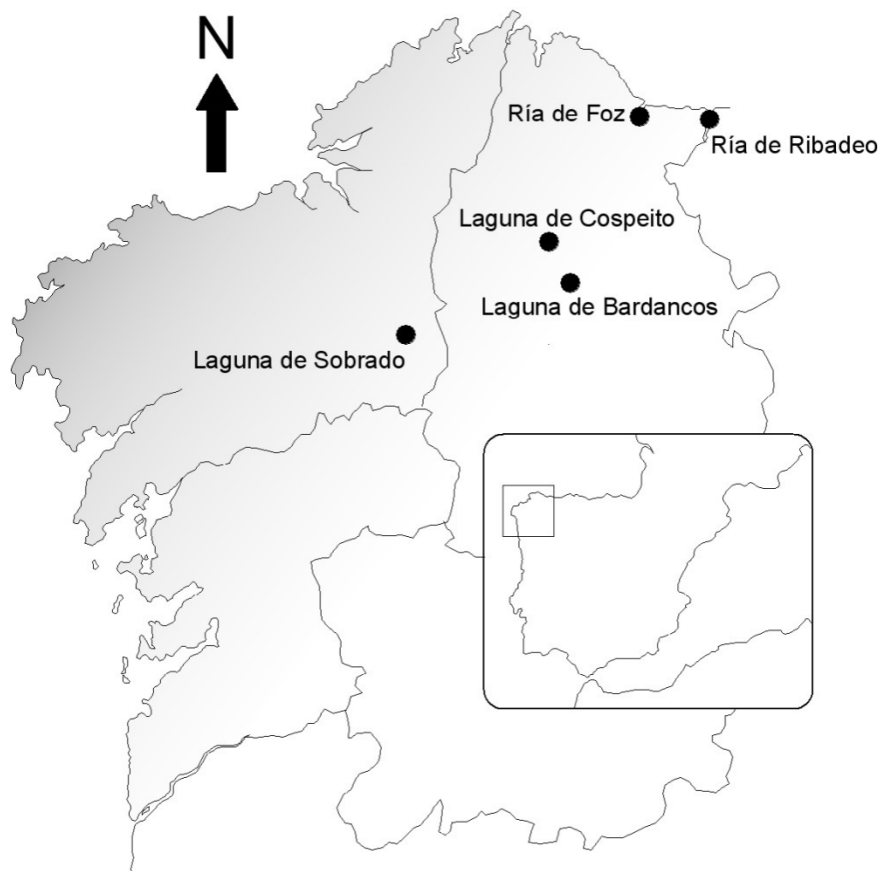 N
Ría de Foz
Ría de Ribadeo
Laguna de Cospeito
Laguna de Bardancos
Laguna de Sobrado